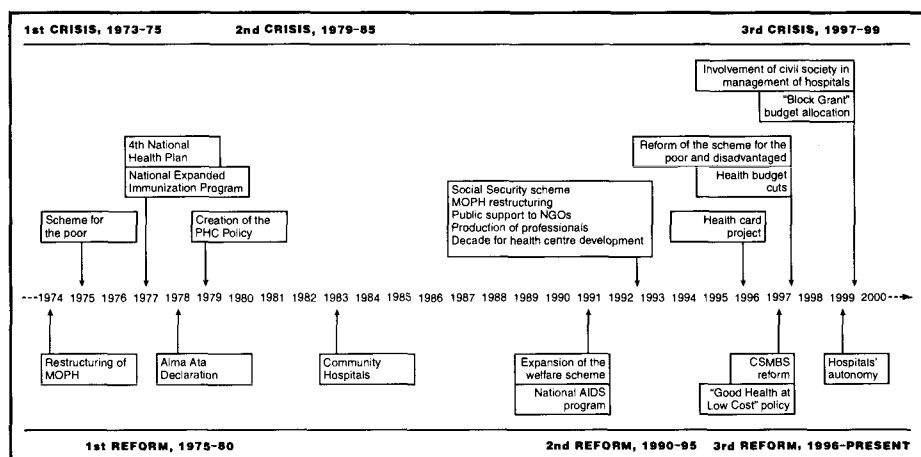 1st CRISIS, 1973-75
2nd CRISIS, 1979-85
3rd CRISIS, 1997-99
Involvement of civil society in
management of hospitals
"Block Grant"
budget allocation
4th National
Health Plan
National Expanded
Immunization Program
Reform of the scheme for the
poor and disadvantaged
Health budget
cuts
Scheme for
the poor
Creation of the
PHC Policy
Social Security scheme
MOPH restructuring
Public support to NGOs
Production of professionals
Decade for health centre development
Health card
project
1974 1975 1976 1977 1978 1979 1980 1981 1982 1983 1984 1985 1986 1987 1988 1989 1990 1991 1992 1993 1994 1995 1996 1997 1998 1999 2000
Restructuring of
MOPH
Alma Ata
Declaration
Community
Hospitals
Expansion of the
welfare scheme
National AIDS
program
CSMBS
reform
"Good Health at
Low Cost" policy
Hospitals'
autonomy
1st REFORM, 1975-80
2nd REFORM, 1990-95
3rd REFORM, 1996-PRESENT